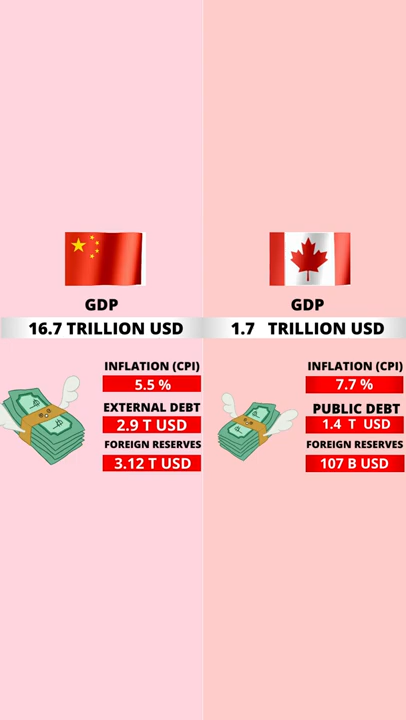 GDP
16.7 TRILLION USD
INFLATION (CPI)
5.5 %
EXTERNAL DEBT
2.9 T USD
FOREIGN RESERVES
3.12 T USD
GDP
1.7 TRILLION USD
INFLATION (CPI)
7.7 %
PUBLIC DEBT
1.4 T USD
FOREIGN RESERVES
107 B USD